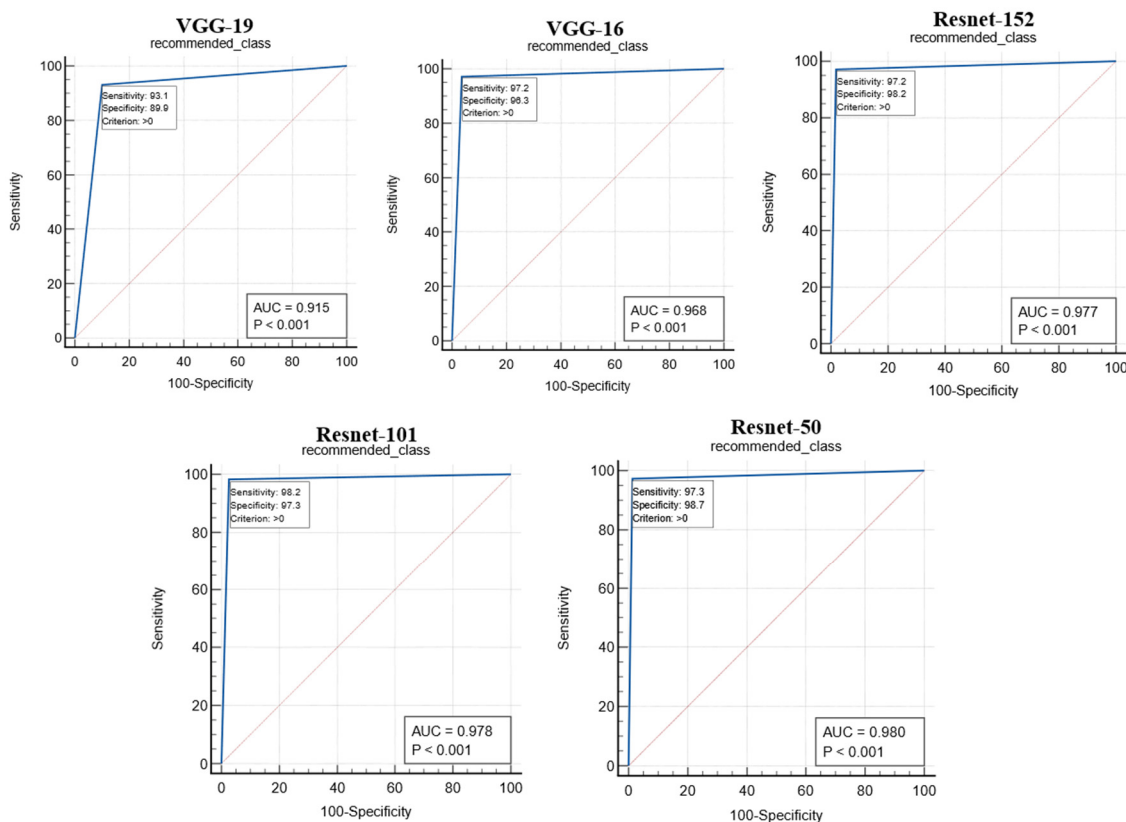 VGG-19
recommended_class
100
80
60
40
20
0
Sensitivity
Sensitivity: 93.1
Specificity: 89.9
Criterion: >0
AUC = 0.915
P < 0.001
0 20 40 60 80 100
100-Specificity
VGG-16
recommended_class
100
80
60
40
20
0
Sensitivity
Sensitivity: 97.2
Specificity: 96.3
Criterion: >0
AUC = 0.968
P < 0.001
0 20 40 60 80 100
100-Specificity
Resnet-152
recommended_class
100
80
60
40
20
0
Sensitivity
Sensitivity: 97.2
Specificity: 98.2
Criterion: >0
AUC = 0.977
P < 0.001
0 20 40 60 80 100
100-Specificity
Resnet-101
recommended_class
100
80
60
40
20
0
Sensitivity
Sensitivity: 98.2
Specificity: 97.3
Criterion: >0
AUC = 0.978
P < 0.001
0 20 40 60 80 100
100-Specificity
Resnet-50
recommended_class
100
80
60
40
20
0
Sensitivity
Sensitivity: 97.3
Specificity: 98.7
Criterion: >0
AUC = 0.980
P < 0.001
0 20 40 60 80 100
100-Specificity